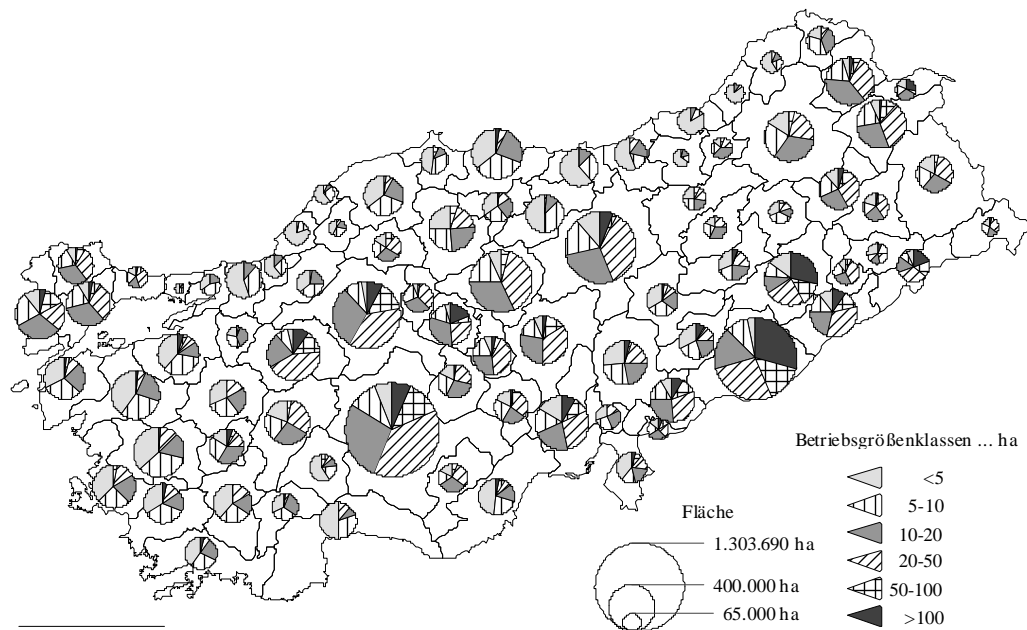 Betriebsgrößenklassen ... ha
<5
5-10
10-20
20-50
50-100
>100
Fläche
1.303.690 ha
400.000 ha
65.000 ha